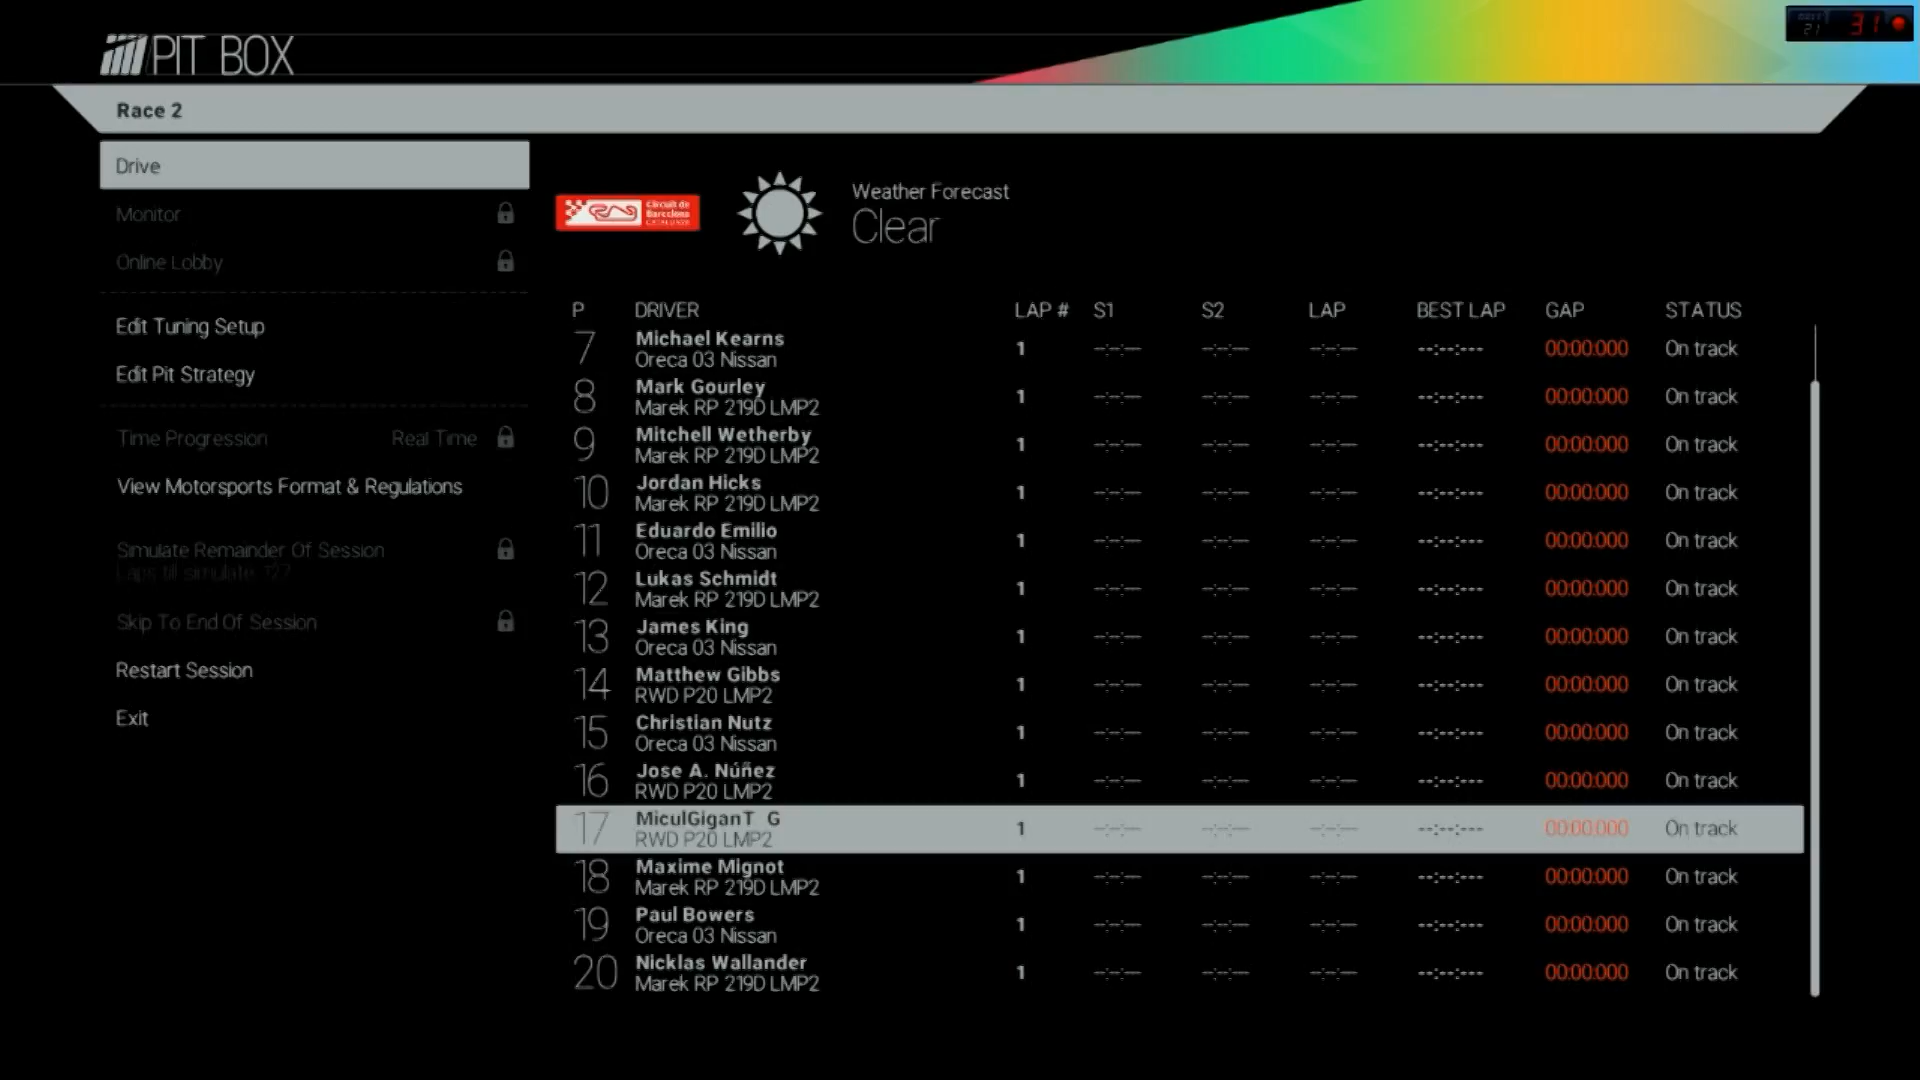 PIT BOX
31
21
Race 2
Drive
Monitor
Online Lobby
Edit Tuning Setup
Edit Pit Strategy
Time Progression Real Time
View Motorsports Format & Regulations
Simulate Remainder Of Session
Laps till simulate
Skip To End Of Session
Restart Session
Exit
Circuit de
Barcelona
CATALUNYA
Weather Forecast
Clear
P DRIVER LAP # S1 S2 LAP BEST LAP GAP STATUS
7 Michael Kearns 1 --:--:--- --:--:--- --:--:--- --:--:--- 00:00:000 On track
Oreca 03 Nissan
8 Mark Gourley 1 --:--:--- --:--:--- --:--:--- --:--:--- 00:00:000 On track
Marek RP 219D LMP2
9 Mitchell Wetherby 1 --:--:--- --:--:--- --:--:--- --:--:--- 00:00:000 On track
Marek RP 219D LMP2
10 Jordan Hicks 1 --:--:--- --:--:--- --:--:--- --:--:--- 00:00:000 On track
Marek RP 219D LMP2
11 Eduardo Emilio 1 --:--:--- --:--:--- --:--:--- --:--:--- 00:00:000 On track
Oreca 03 Nissan
12 Lukas Schmidt 1 --:--:--- --:--:--- --:--:--- --:--:--- 00:00:000 On track
Marek RP 219D LMP2
13 James King 1 --:--:--- --:--:--- --:--:--- --:--:--- 00:00:000 On track
Oreca 03 Nissan
14 Matthew Gibbs 1 --:--:--- --:--:--- --:--:--- --:--:--- 00:00:000 On track
RWD P20 LMP2
15 Christian Nutz 1 --:--:--- --:--:--- --:--:--- --:--:--- 00:00:000 On track
Oreca 03 Nissan
16 Jose A. Núñez 1 --:--:--- --:--:--- --:--:--- --:--:--- 00:00:000 On track
RWD P20 LMP2
17 MiculGiganT G 1 --:--:--- --:--:--- --:--:--- --:--:--- 00:00:000 On track
RWD P20 LMP2
18 Maxime Mignot 1 --:--:--- --:--:--- --:--:--- --:--:--- 00:00:000 On track
Marek RP 219D LMP2
19 Paul Bowers 1 --:--:--- --:--:--- --:--:--- --:--:--- 00:00:000 On track
Oreca 03 Nissan
20 Nicklas Wallander 1 --:--:--- --:--:--- --:--:--- --:--:--- 00:00:000 On track
Marek RP 219D LMP2